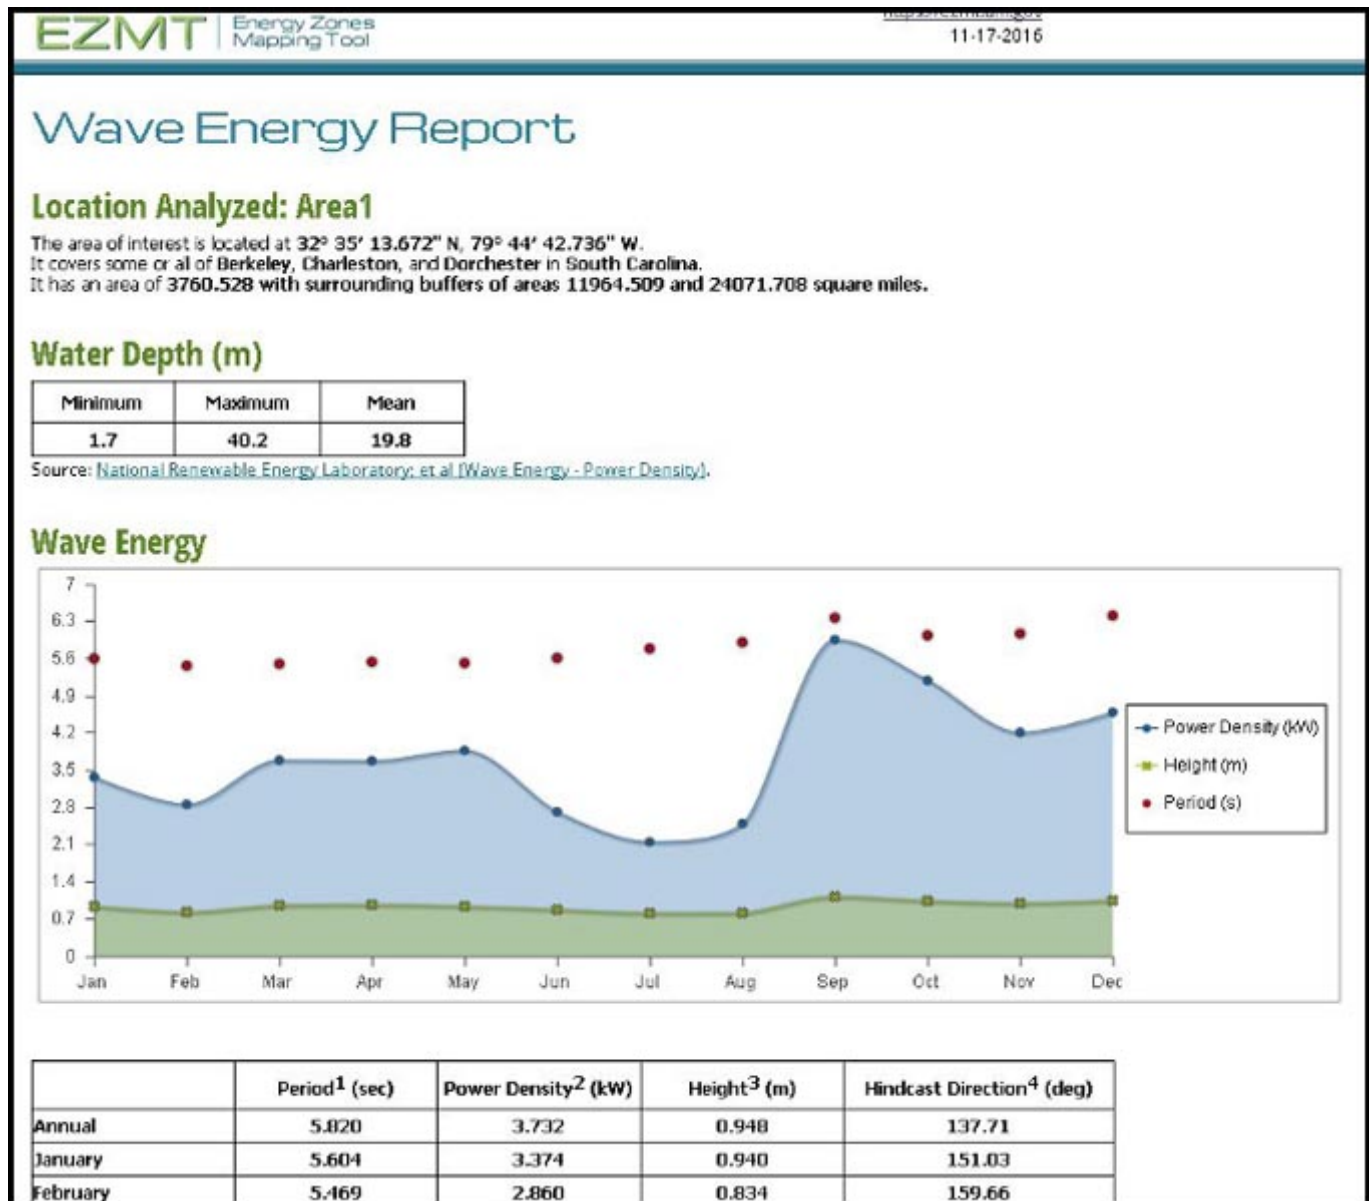 EZMT Energy Zones
Mapping Tool
11-17-2016
Wave Energy Report
Location Analyzed: Area1
The area of interest is located at 32º 35' 13.672" N, 79º 44' 42.736" W.
It covers some or all of Berkeley, Charleston, and Dorchester in South Carolina.
It has an area of 3760.528 with surrounding buffers of areas 11964.509 and 24071.708 square miles.
Water Depth (m)
Minimum Maximum Mean
1.7 40.2 19.8
Source: National Renewable Energy Laboratory; et al (Wave Energy - Power Density).
Wave Energy
7
6.3
5.6
4.9
4.2
3.5
2.8
2.1
1.4
0.7
0
Jan Feb Mar Apr May Jun Jul Aug Sep Oct Nov Dec
Power Density (kW)
Height (m)
Period (s)
Period1 (sec) Power Density2 (kW) Height3 (m) Hindcast Direction4 (deg)
Annual 5.820 3.732 0.948 137.71
January 5.604 3.374 0.940 151.03
February 5.469 2.860 0.834 159.66